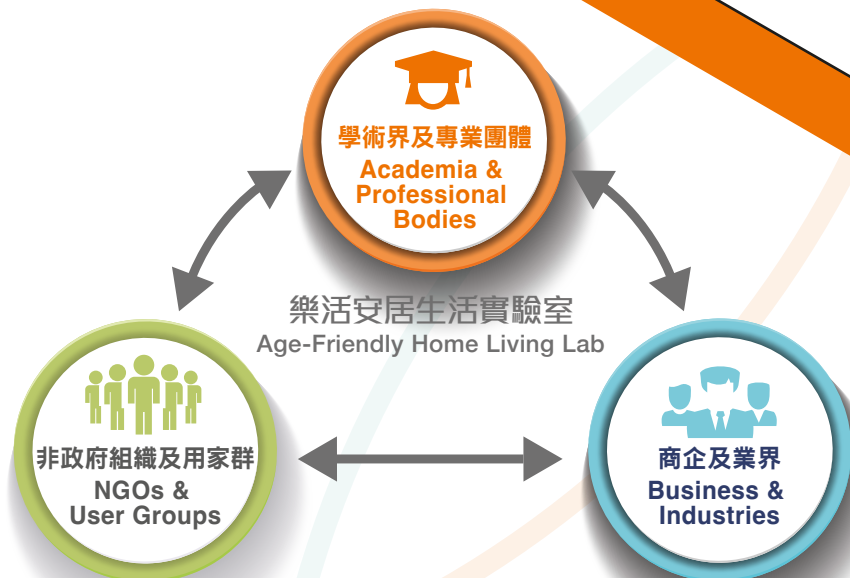 學術界及專業團體
Academia &
Professional
Bodies
樂活安居生活實驗室
Age-Friendly Home Living Lab
非政府組織及用家群
NGOs &
User Groups
商企及業界
Business &
Industries